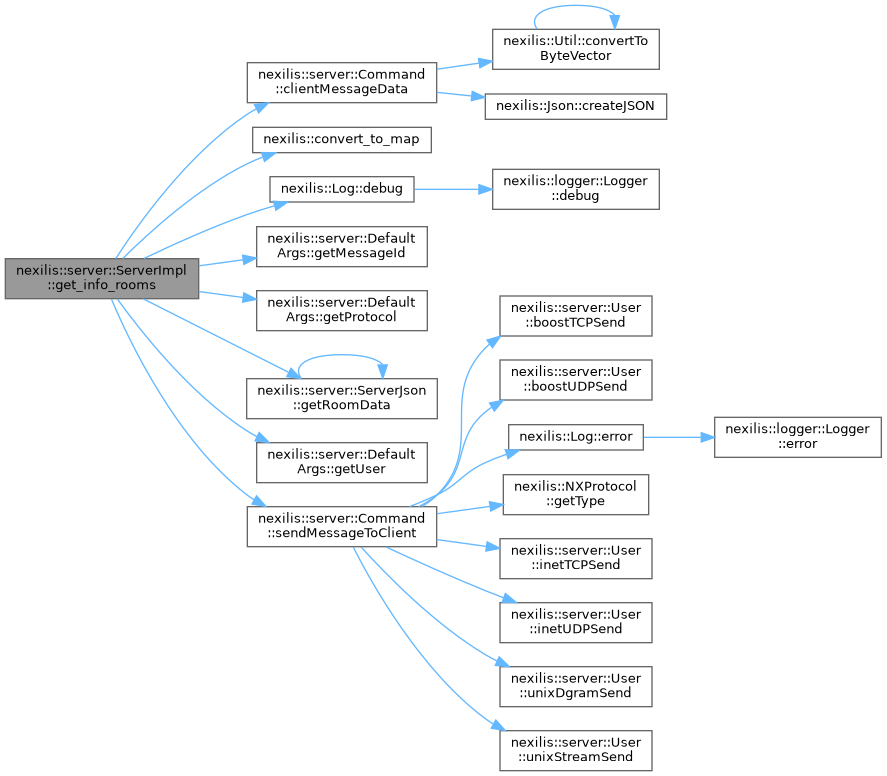 nexilis::server::ServerImpl
::get_info_rooms
nexilis::server::Command
::clientMessageData
nexilis::Util::convertTo
ByteVector
nexilis::Json::createJSON
nexilis::convert_to_map
nexilis::Log::debug
nexilis::logger::Logger
::debug
nexilis::server::Default
Args::getMessageId
nexilis::server::Default
Args::getProtocol
nexilis::server::ServerJson
::getRoomData
nexilis::server::Default
Args::getUser
nexilis::server::Command
::sendMessageToClient
nexilis::server::User
::boostTCPSend
nexilis::server::User
::boostUDPSend
nexilis::Log::error
nexilis::logger::Logger
::error
nexilis::NXProtocol
::getType
nexilis::server::User
::inetTCPSend
nexilis::server::User
::inetUDPSend
nexilis::server::User
::unixDgramSend
nexilis::server::User
::unixStreamSend